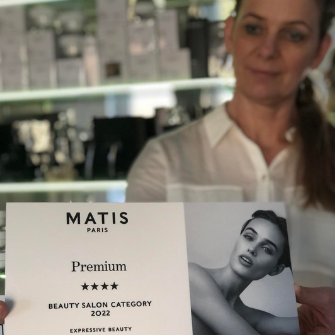 MATIS
PARIS
Premium
★★★★
BEAUTY SALON CATEGORY
2022
EXPRESSIVE BEAUTY